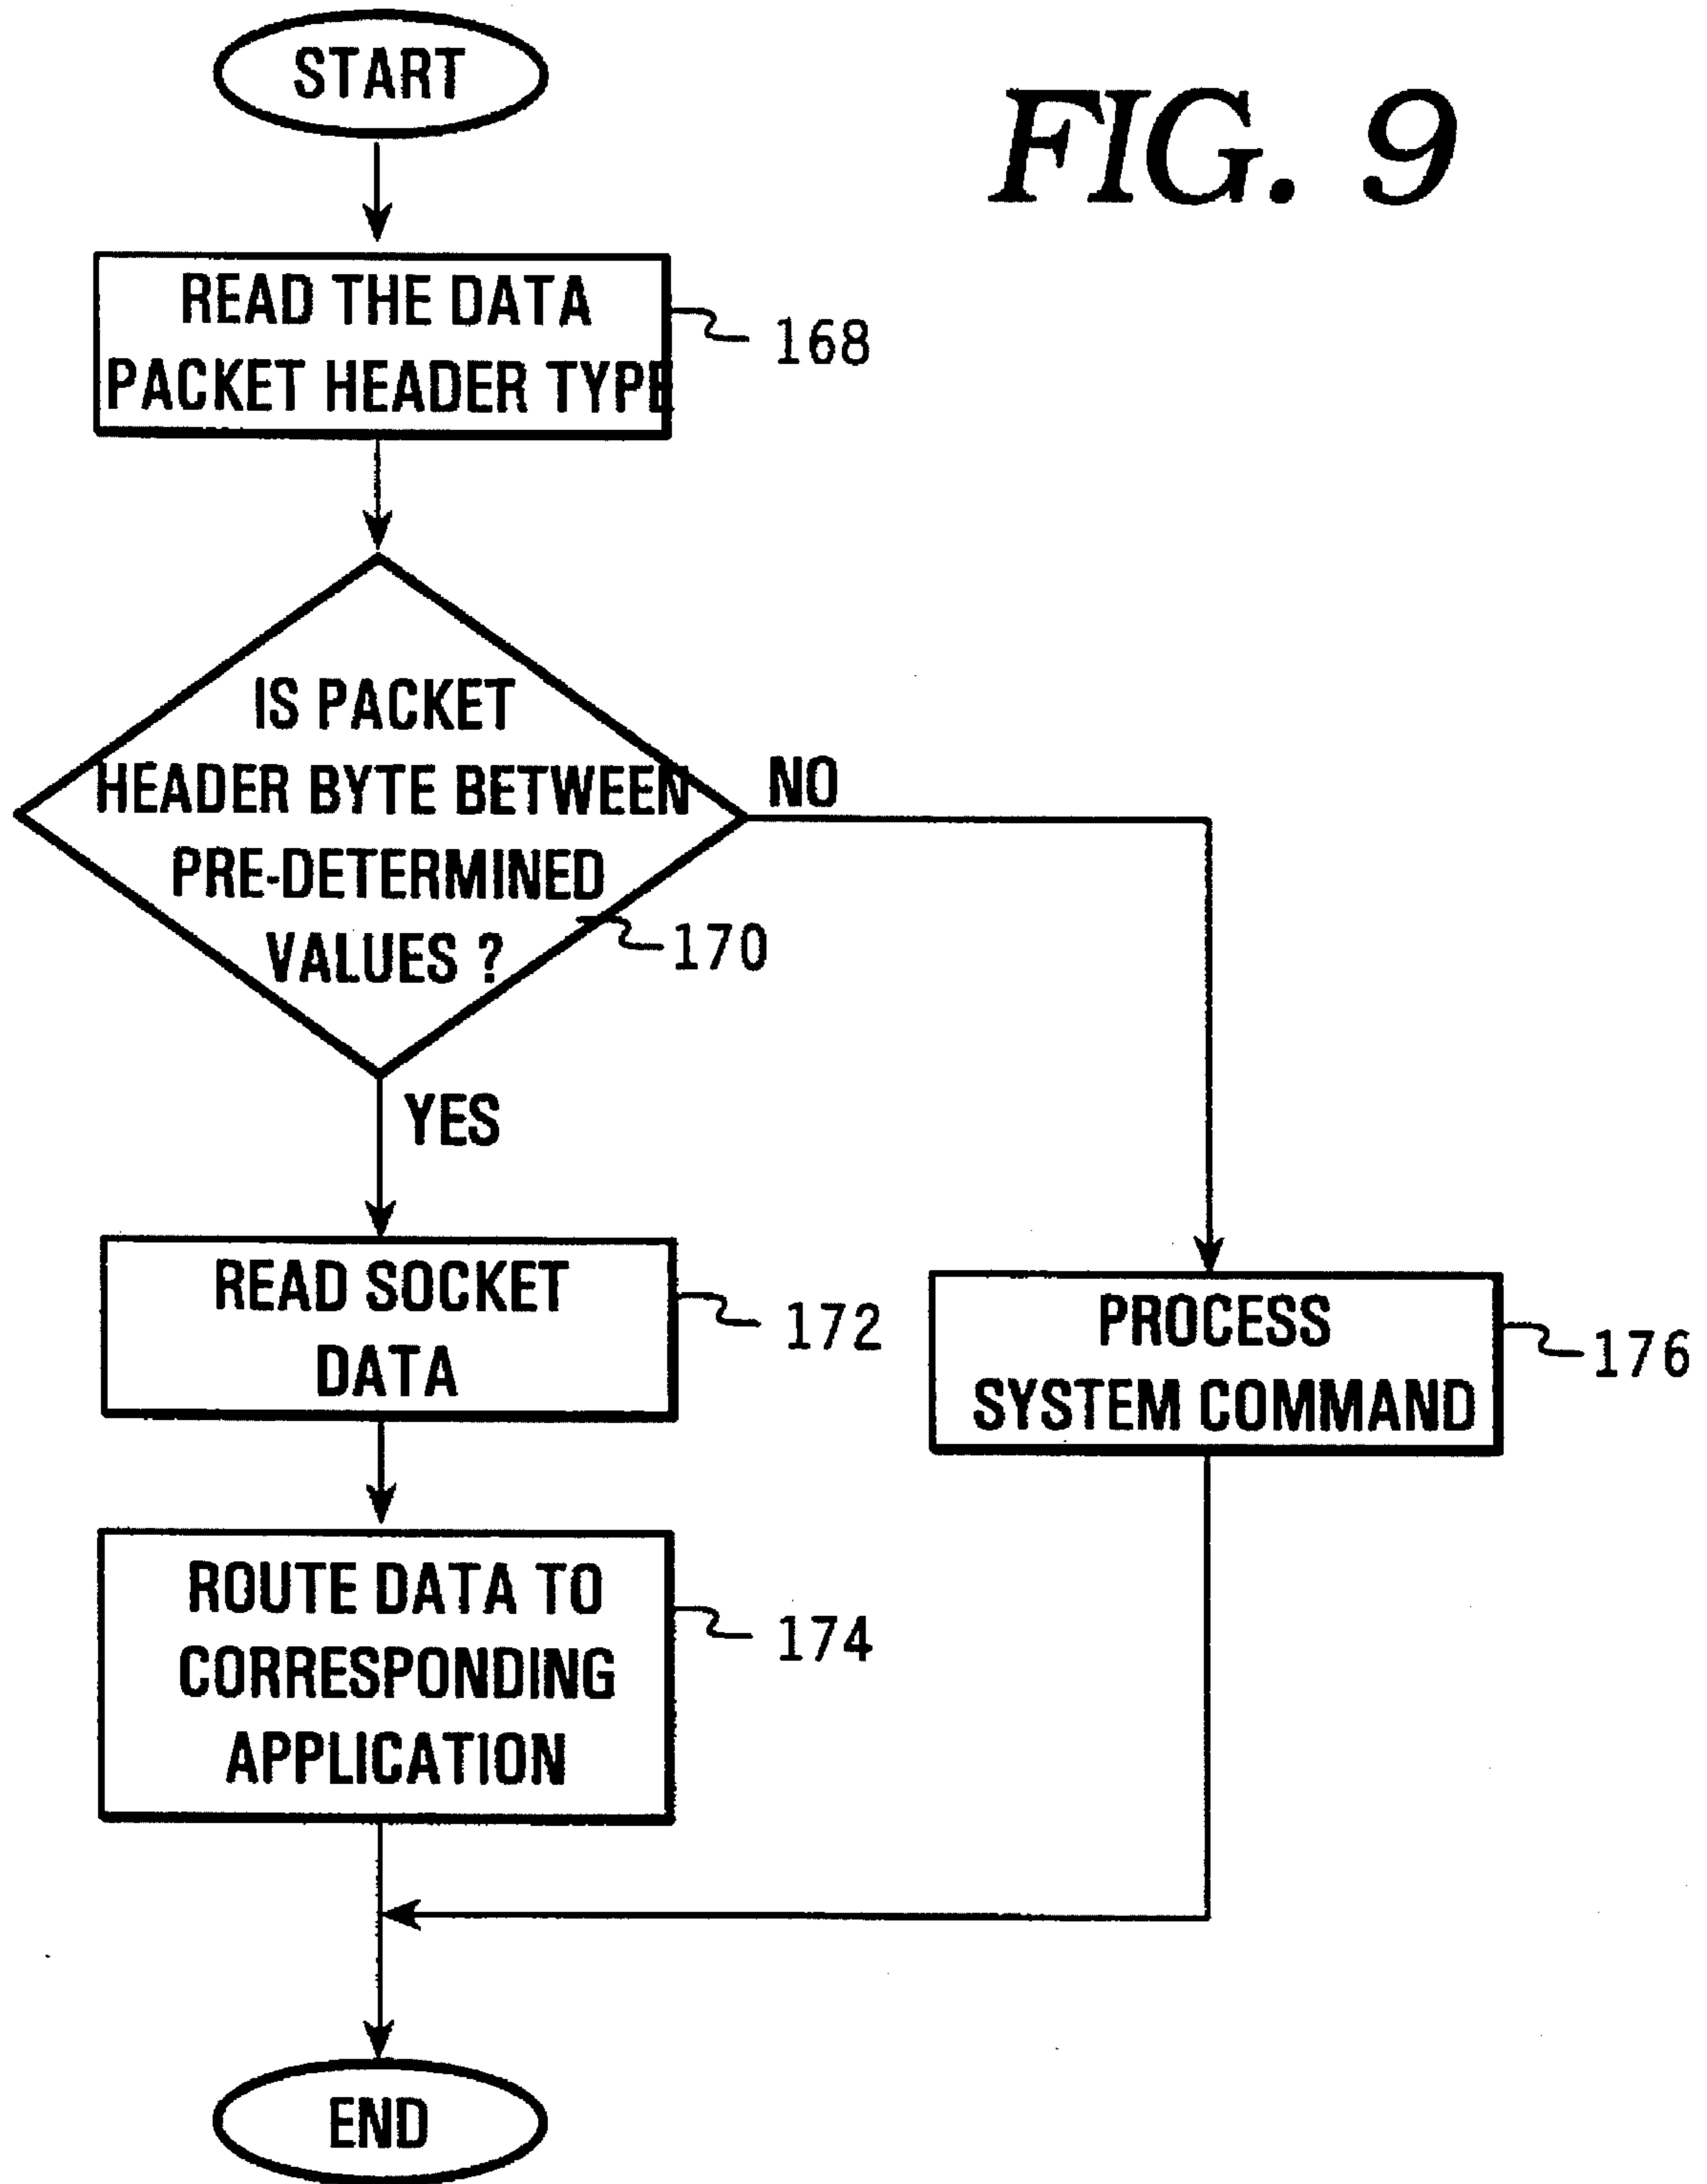 START
FIG. 9
READ THE DATA
PACKET HEADER TYPE
168
IS PACKET
HEADER BYTE BETWEEN
PRE-DETERMINED
VALUES ?
170
NO
YES
READ SOCKET
DATA
172
PROCESS
SYSTEM COMMAND
176
ROUTE DATA TO
CORRESPONDING
APPLICATION
174
END